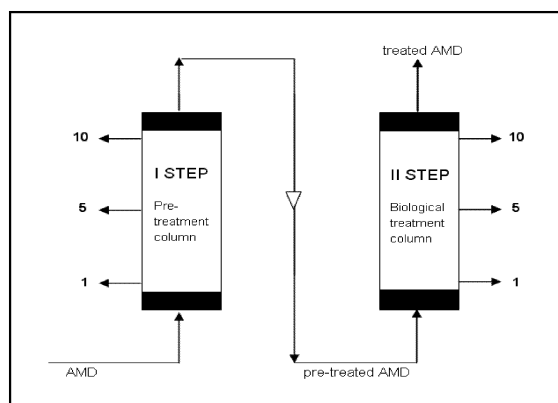 treated AMD
10
I STEP
Pre-
treatment
column
5
1
AMD
II STEP
Biological
treatment
column
10
5
1
pre-treated AMD